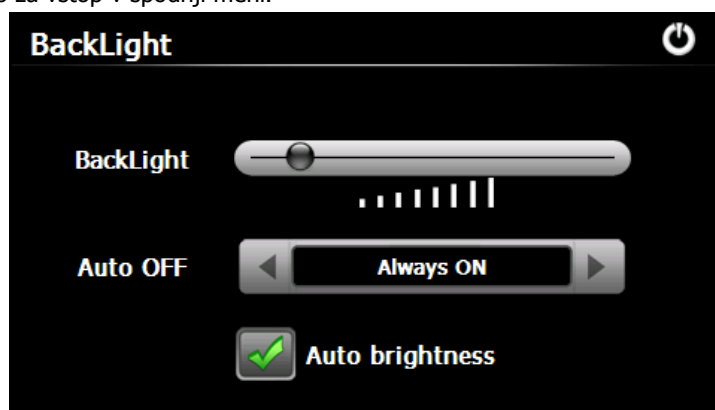 za vstop v spodnji meni.
BackLight
BackLight
Auto OFF
Always ON
Auto brightness